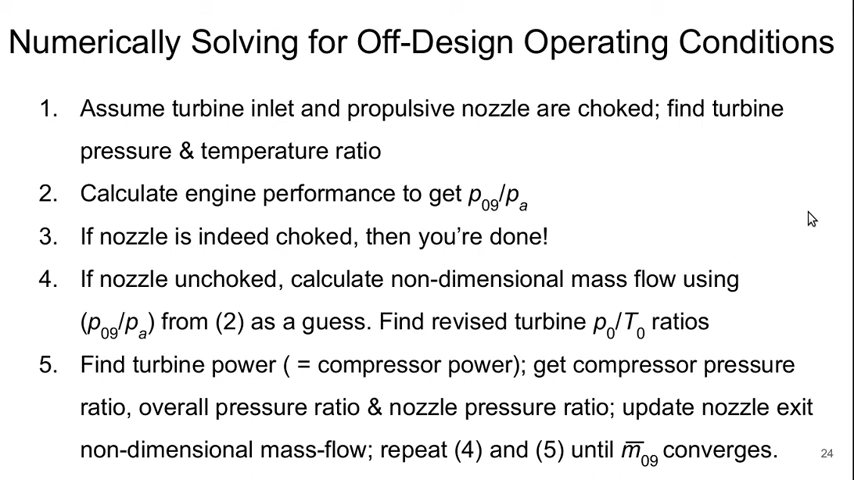 Numerically Solving for Off-Design Operating Conditions
1. Assume turbine inlet and propulsive nozzle are choked; find turbine
pressure & temperature ratio
2. Calculate engine performance to get p₀₉/pₐ
3. If nozzle is indeed choked, then you’re done!
4. If nozzle unchoked, calculate non-dimensional mass flow using
(p₀₉/pₐ) from (2) as a guess. Find revised turbine p₀/T₀ ratios
5. Find turbine power ( = compressor power); get compressor pressure
ratio, overall pressure ratio & nozzle pressure ratio; update nozzle exit
non-dimensional mass-flow; repeat (4) and (5) until m̅₀₉ converges.
24